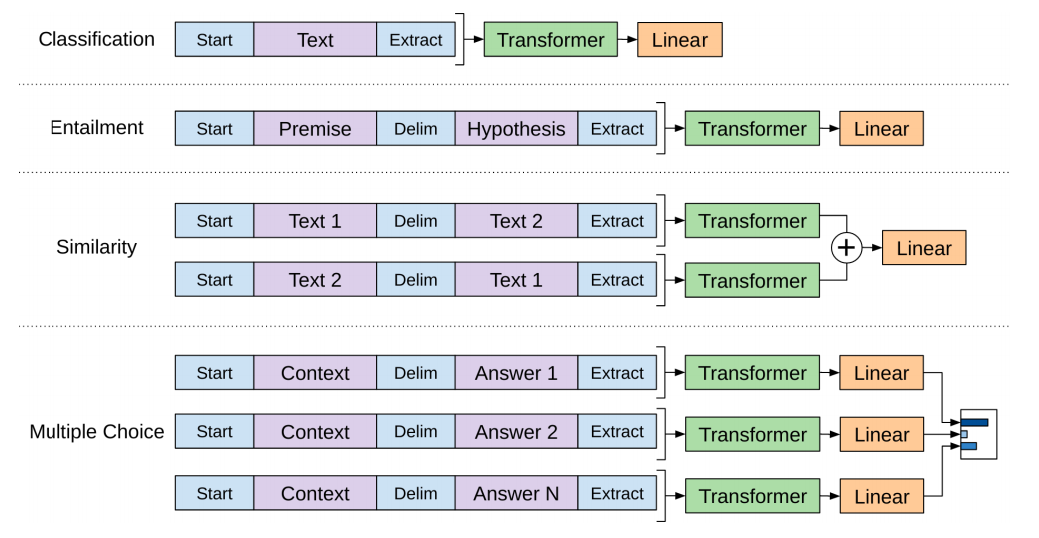 Classification Start Text Extract Transformer Linear
Entailment Start Premise Delim Hypothesis Extract Transformer Linear
Start Text 1 Delim Text 2 Extract Transformer
Similarity + Linear
Start Text 2 Delim Text 1 Extract Transformer
Start Context Delim Answer 1 Extract Transformer Linear
Multiple Choice Start Context Delim Answer 2 Extract Transformer Linear
Start Context Delim Answer N Extract Transformer Linear